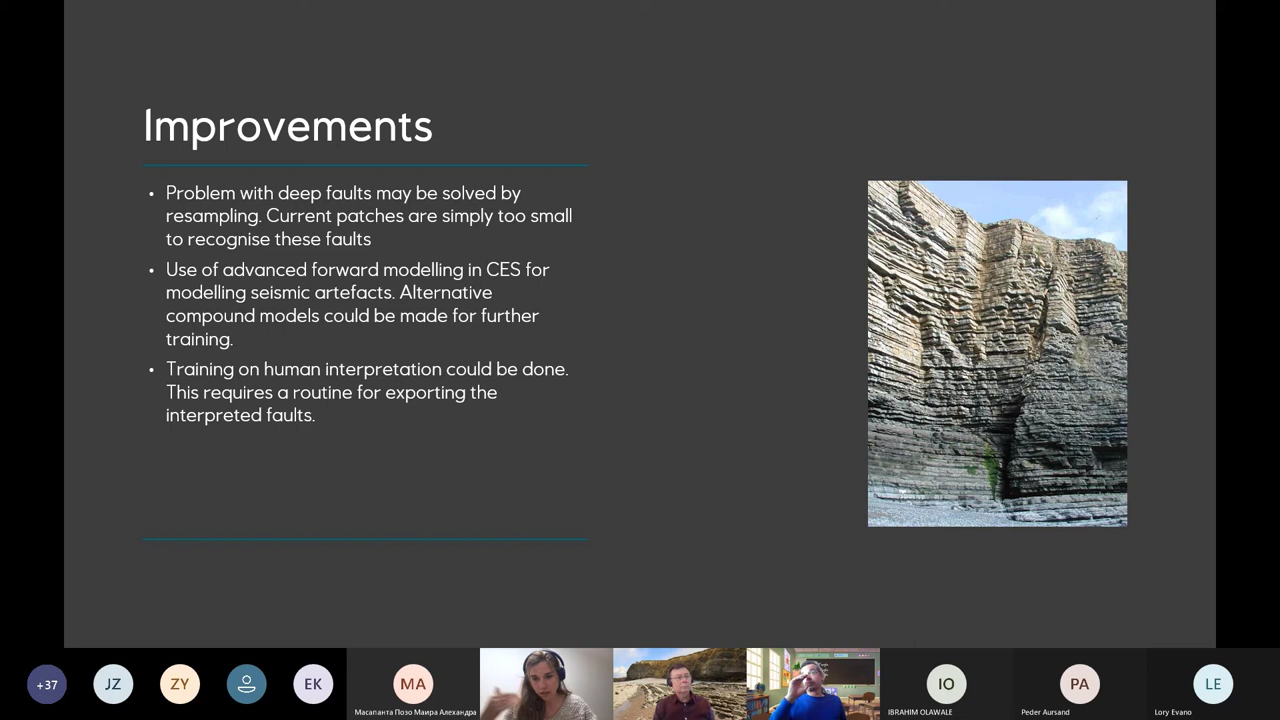 Improvements
• Problem with deep faults may be solved by
resampling. Current patches are simply too small
to recognise these faults
• Use of advanced forward modelling in CES for
modelling seismic artefacts. Alternative
compound models could be made for further
training.
• Training on human interpretation could be done.
This requires a routine for exporting the
interpreted faults.
+37
JZ
ZY
EK
MA
Масапанта Позо Маира Алехандра
IO
IBRAHIM OLAWALE
PA
Peder Aursand
LE
Lory Evano